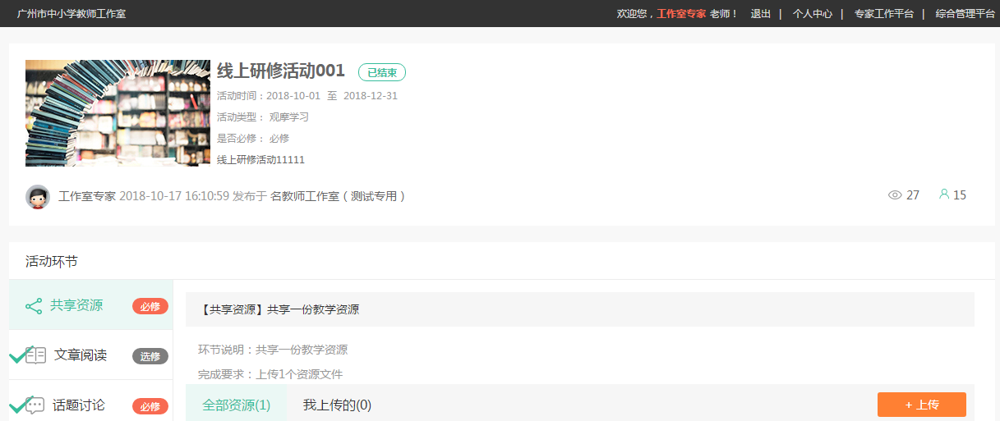 广州市中小学教师工作室 欢迎您，工作室专家 老师！ 退出 | 个人中心 | 专家工作平台 | 综合管理平台
线上研修活动001 已结束
活动时间：2018-10-01 至 2018-12-31
活动类型： 观摩学习
是否必修： 必修
线上研修活动11111
工作室专家 2018-10-17 16:10:59 发布于 名教师工作室（测试专用） 27 15
活动环节
共享资源 必修
【共享资源】共享一份教学资源
环节说明：共享一份教学资源
文章阅读 选修
完成要求：上传1个资源文件
话题讨论 必修
全部资源(1) 我上传的(0) + 上传